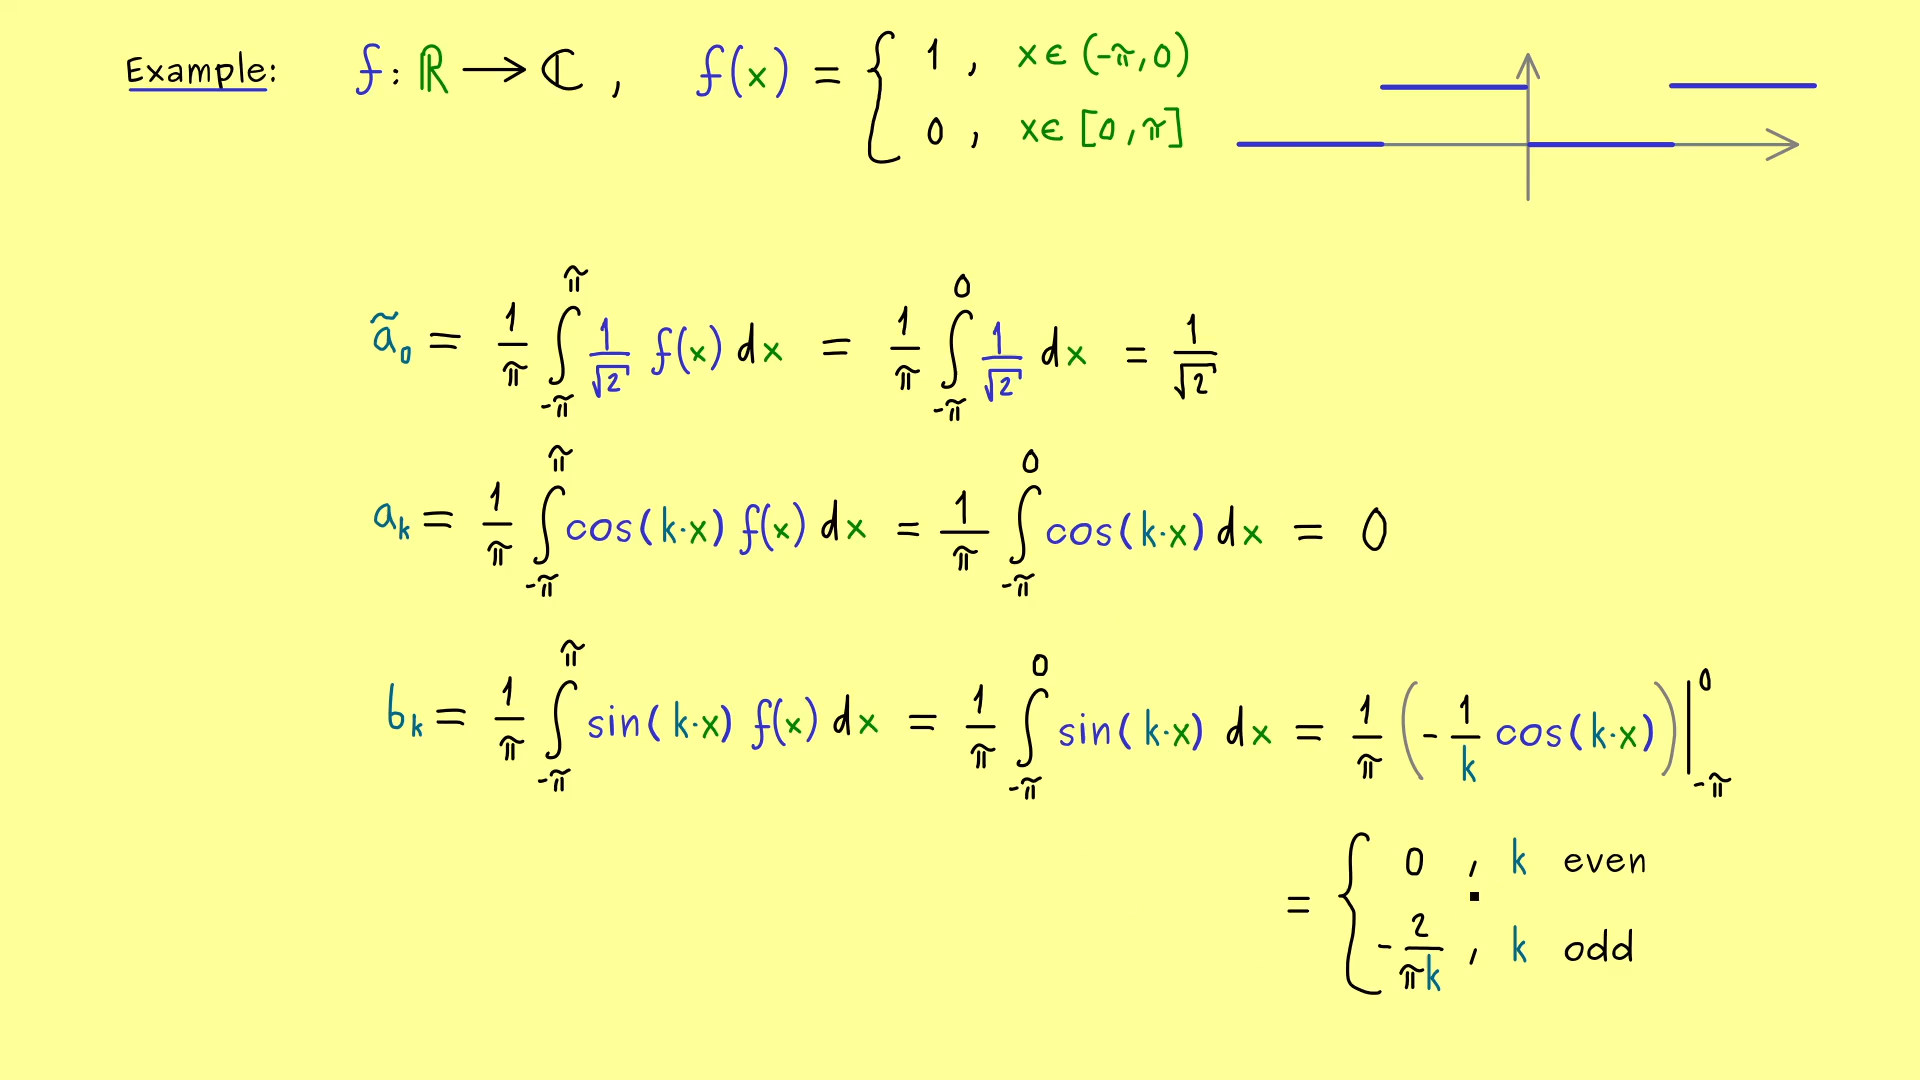 Example: f: ℝ → ℂ , f(x) = { 1 , x ∈ (-π, 0)
0 , x ∈ [0, π]
ã₀ = 1/π ∫_{-π}^{π} 1/√2 f(x) dx = 1/π ∫_{-π}^{0} 1/√2 dx = 1/√2
aₖ = 1/π ∫_{-π}^{π} cos(k·x) f(x) dx = 1/π ∫_{-π}^{0} cos(k·x) dx = 0
bₖ = 1/π ∫_{-π}^{π} sin(k·x) f(x) dx = 1/π ∫_{-π}^{0} sin(k·x) dx = 1/π (-1/k cos(k·x)) |_{-π}^{0}
= { 0 , k even
-2/(πk) , k odd